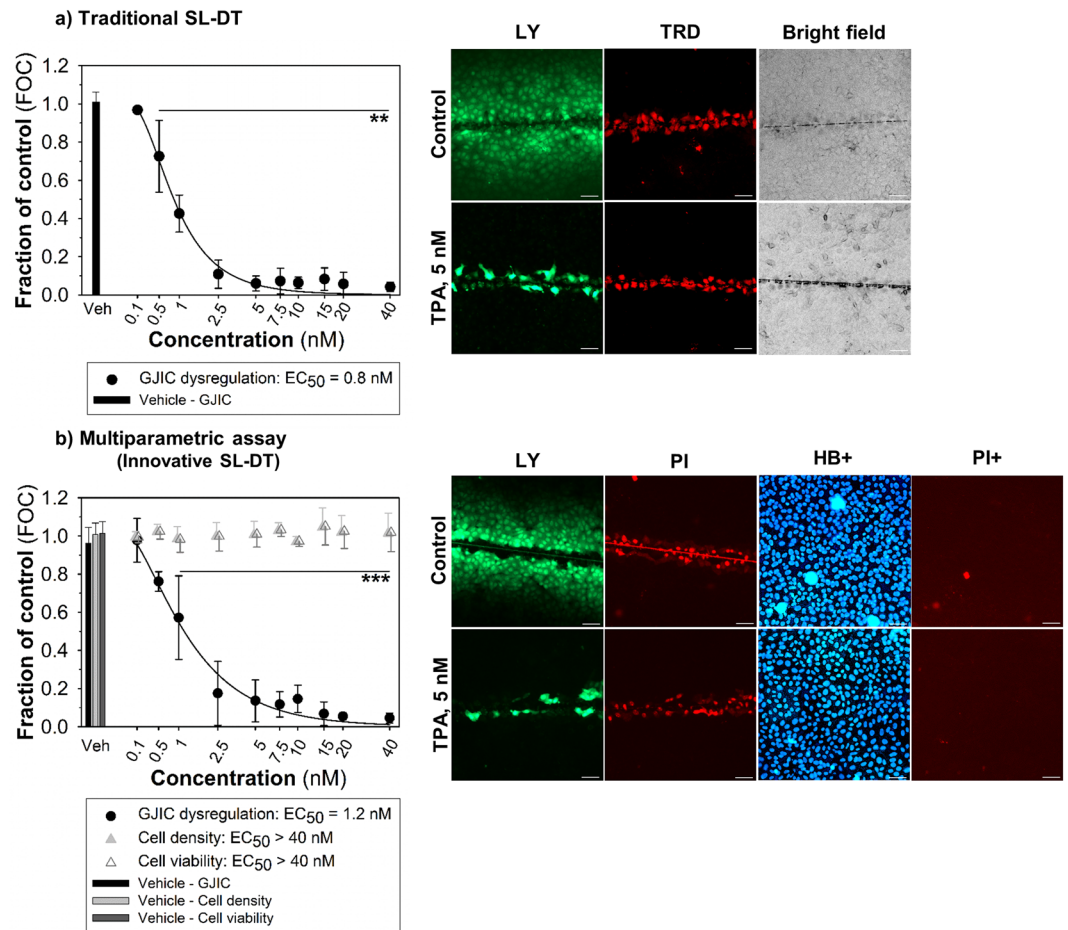 a) Traditional SL-DT
LY
TRD
Bright field
Control
TPA, 5 nM
Fraction of control (FOC)
1.2
1.0
0.8
0.6
0.4
0.2
0.0
**
Veh
0.1
0.5
1
2.5
5
7.5
10
15
20
40
Concentration (nM)
GJIC dysregulation: EC50 = 0.8 nM
Vehicle - GJIC
b) Multiparametric assay
(Innovative SL-DT)
LY
PI
HB+
PI+
Control
TPA, 5 nM
Fraction of control (FOC)
1.2
1.0
0.8
0.6
0.4
0.2
0.0
***
Veh
0.1
0.5
1
2.5
5
7.5
10
15
20
40
Concentration (nM)
GJIC dysregulation: EC50 = 1.2 nM
Cell density: EC50 > 40 nM
Cell viability: EC50 > 40 nM
Vehicle - GJIC
Vehicle - Cell density
Vehicle - Cell viability